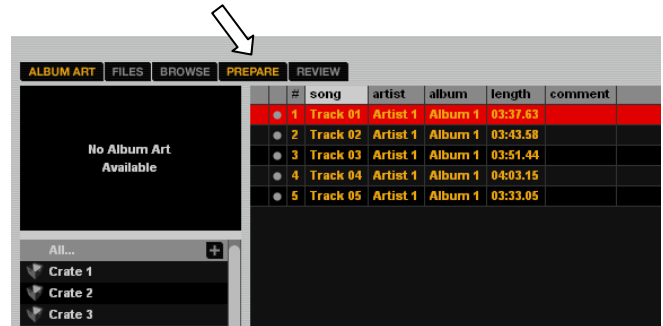 ALBUM ART FILES BROWSE PREPARE REVIEW
# song artist album length comment
1 Track 01 Artist 1 Album 1 03:37.63
2 Track 02 Artist 1 Album 1 03:43.58
3 Track 03 Artist 1 Album 1 03:51.44
4 Track 04 Artist 1 Album 1 04:03.15
5 Track 05 Artist 1 Album 1 03:33.05
No Album Art
Available
All... +
Crate 1
Crate 2
Crate 3